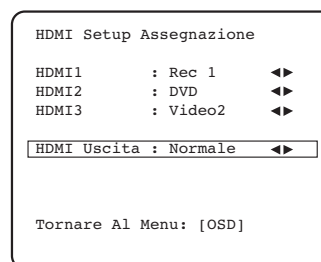 HDMI Setup Assegnazione
HDMI1 : Rec 1 ◄►
HDMI2 : DVD ◄►
HDMI3 : Video2 ◄►
HDMI Uscita : Normale ◄►
Tornare Al Menu: [OSD]